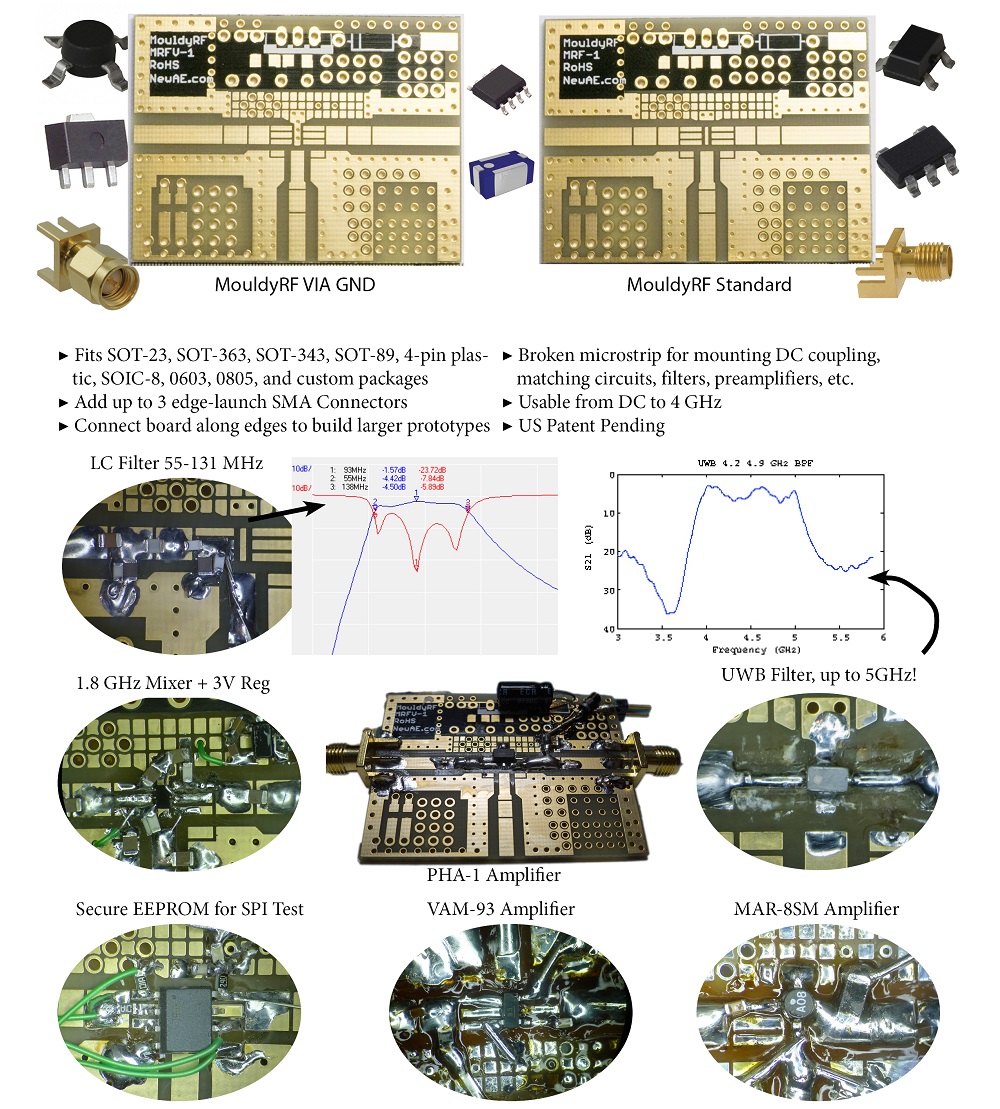 MouldyRF
MRFV-1
RoHS
NewAE.com
MouldyRF
MRF-1
RoHS
NewAE.com
MouldyRF VIA GND
MouldyRF Standard
▶ Fits SOT-23, SOT-363, SOT-343, SOT-89, 4-pin plas-
tic, SOIC-8, 0603, 0805, and custom packages
▶ Add up to 3 edge-launch SMA Connectors
▶ Connect board along edges to build larger prototypes
▶ Broken microstrip for mounting DC coupling,
matching circuits, filters, preamplifiers, etc.
▶ Usable from DC to 4 GHz
▶ US Patent Pending
LC Filter 55-131 MHz
10dB/ 1: 93MHz -1.57dB -23.72dB
2: 55MHz -4.42dB -7.84dB
10dB/ 3: 138MHz -4.50dB -5.89dB
1
2
3
UWB 4.2 4.9 GHz BPF
S21 (dB)
0
10
20
30
40
3 3.5 4 4.5 5 5.5 6
Frequency (GHz)
1.8 GHz Mixer + 3V Reg
UWB Filter, up to 5GHz!
MouldyRF
MRFV-1
RoHS
NewAE.co
PHA-1 Amplifier
Secure EEPROM for SPI Test
VAM-93 Amplifier
MAR-8SM Amplifier
A08